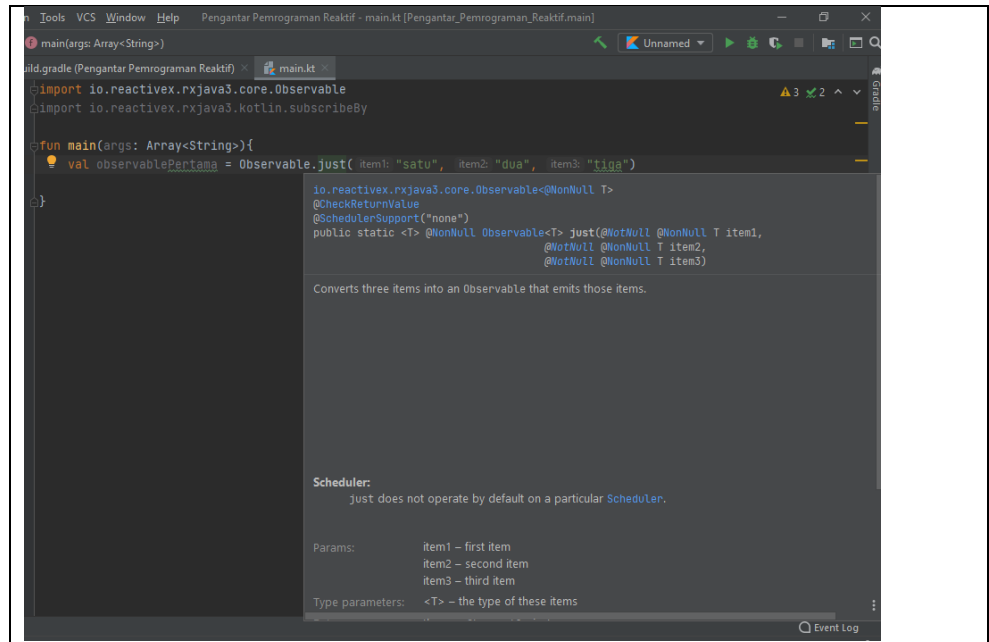 n Tools VCS Window Help Pengantar Pemrograman Reaktif - main.kt [Pengantar_Pemrograman_Reaktif.main]
main(args: Array<String>) Unnamed
uild.gradle (Pengantar Pemrograman Reaktif) main.kt
import io.reactivex.rxjava3.core.Observable
3 2
import io.reactivex.rxjava3.kotlin.subscribeBy
Gradle
fun main(args: Array<String>){
val observablePertama = Observable.just( item1: "satu", item2: "dua", item3: "tiga")
}
io.reactivex.rxjava3.core.Observable<@NonNull T>
@CheckReturnValue
@SchedulerSupport("none")
public static <T> @NonNull Observable<T> just(@NotNull @NonNull T item1,
@NotNull @NonNull T item2,
@NotNull @NonNull T item3)
Converts three items into an Observable that emits those items.
Scheduler:
just does not operate by default on a particular Scheduler.
Params: item1 – first item
item2 – second item
item3 – third item
Type parameters: <T> – the type of these items
Event Log